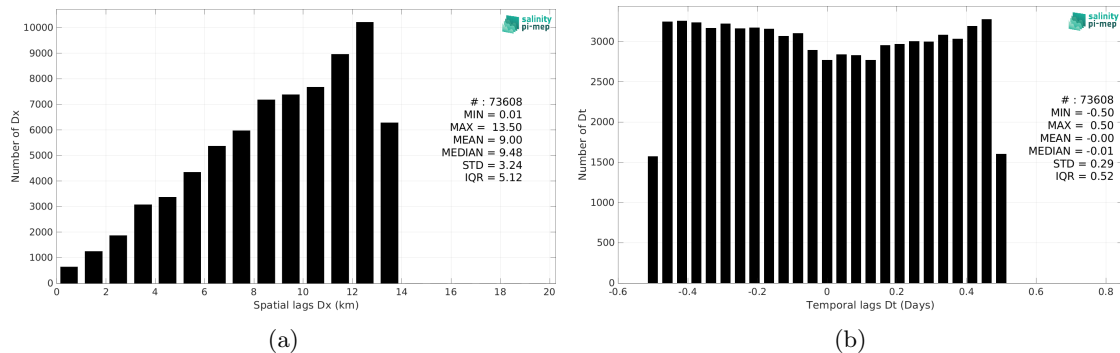 salinity
pi-mep
10000
9000
8000
7000
6000
5000
4000
3000
2000
1000
0
Number of Dx
# : 73608
MIN = 0.01
MAX = 13.50
MEAN = 9.00
MEDIAN = 9.48
STD = 3.24
IQR = 5.12
0 2 4 6 8 10 12 14 16 18 20
Spatial lags Dx (km)
(a)
salinity
pi-mep
3000
2500
2000
1500
1000
500
0
Number of Dt
# : 73608
MIN = -0.50
MAX = 0.50
MEAN = -0.00
MEDIAN = -0.01
STD = 0.29
IQR = 0.52
-0.6 -0.4 -0.2 0 0.2 0.4 0.6 0.8
Temporal lags Dt (Days)
(b)